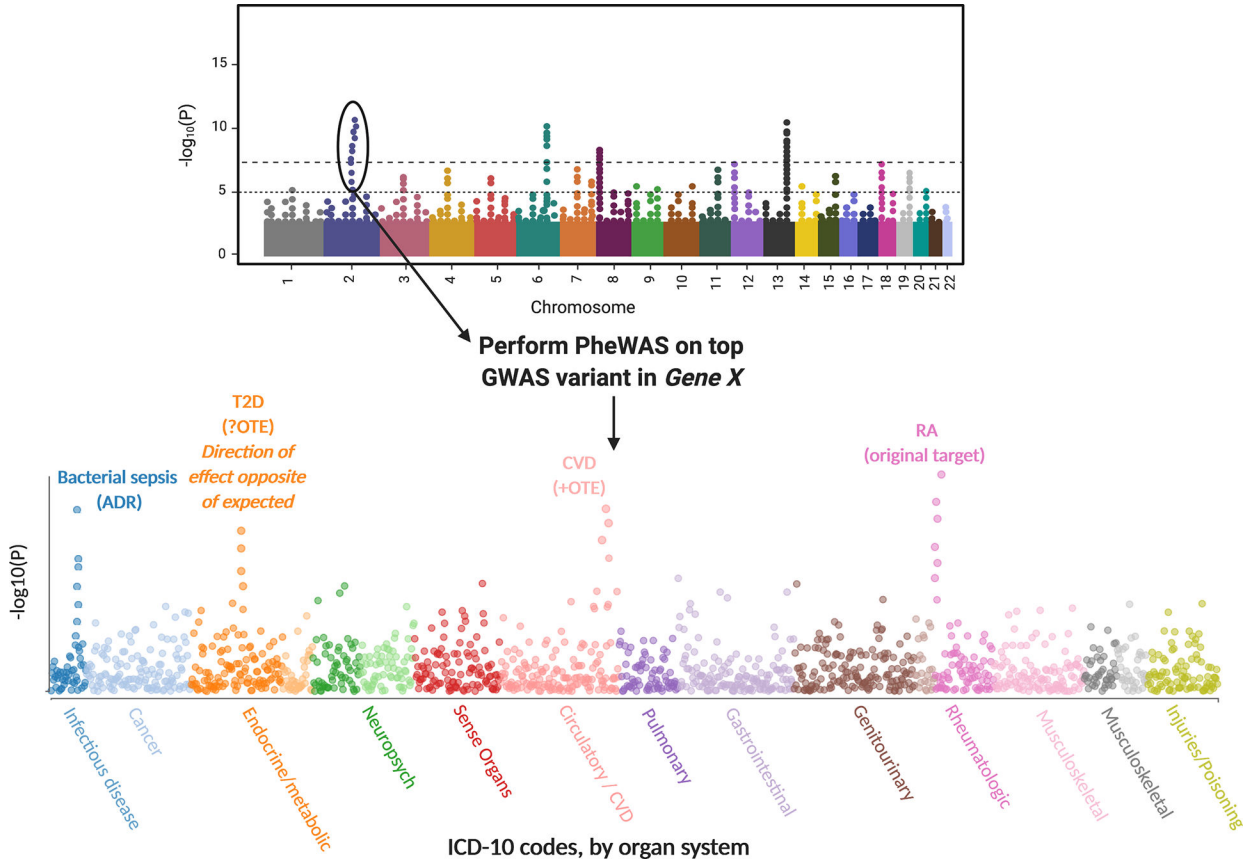 15
10
5
0
-log10(P)
1 2 3 4 5 6 7 8 9 10 11 12 13 14 15 16 17 18 19 20 21 22
Chromosome
Perform PheWAS on top
GWAS variant in Gene X
T2D
(?OTE)
Direction of
effect opposite
of expected
Bacterial sepsis
(ADR)
CVD
(+OTE)
RA
(original target)
-log10(P)
Infectious disease
Cancer
Endocrine/metabolic
Neuropsych
Sense Organs
Circulatory / CVD
Pulmonary
Gastrointestinal
Genitourinary
Rheumatologic
Musculoskeletal
Musculoskeletal
Injuries/Poisoning
ICD-10 codes, by organ system